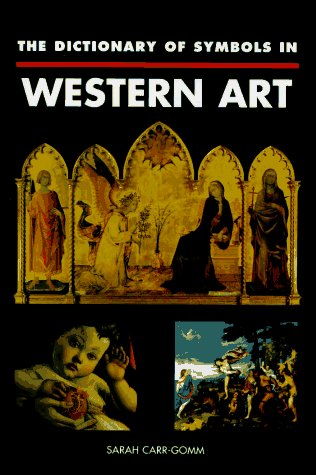 THE DICTIONARY OF SYMBOLS IN
WESTERN ART
SARAH CARR-GOMM